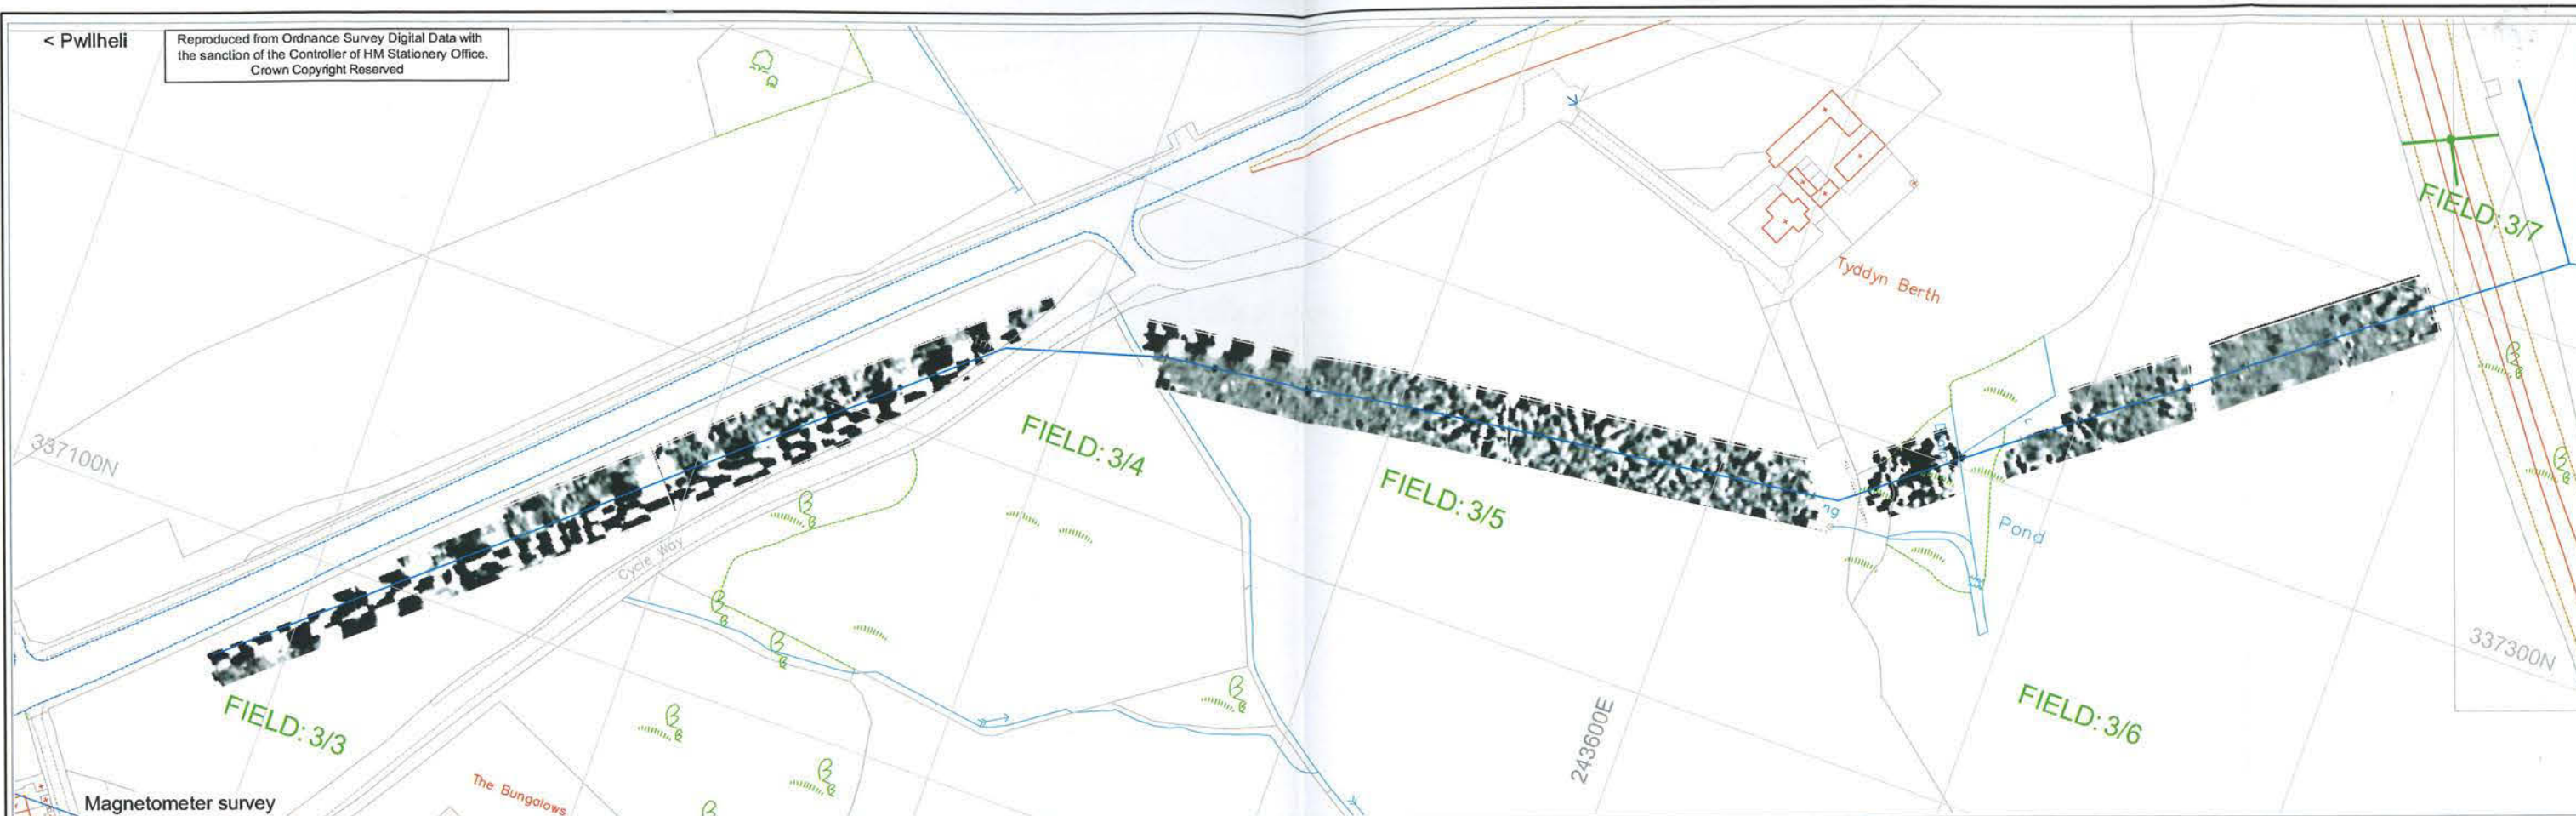 < Pwllheli
Reproduced from Ordnance Survey Digital Data with
the sanction of the Controller of HM Stationery Office.
Crown Copyright Reserved
FIELD: 3/7
Tyddyn Berth
337100N
FIELD: 3/4
FIELD: 3/5
ng
Pond
Cycle Way
337300N
FIELD: 3/3
243600E
FIELD: 3/6
The Bungalows
Magnetometer survey